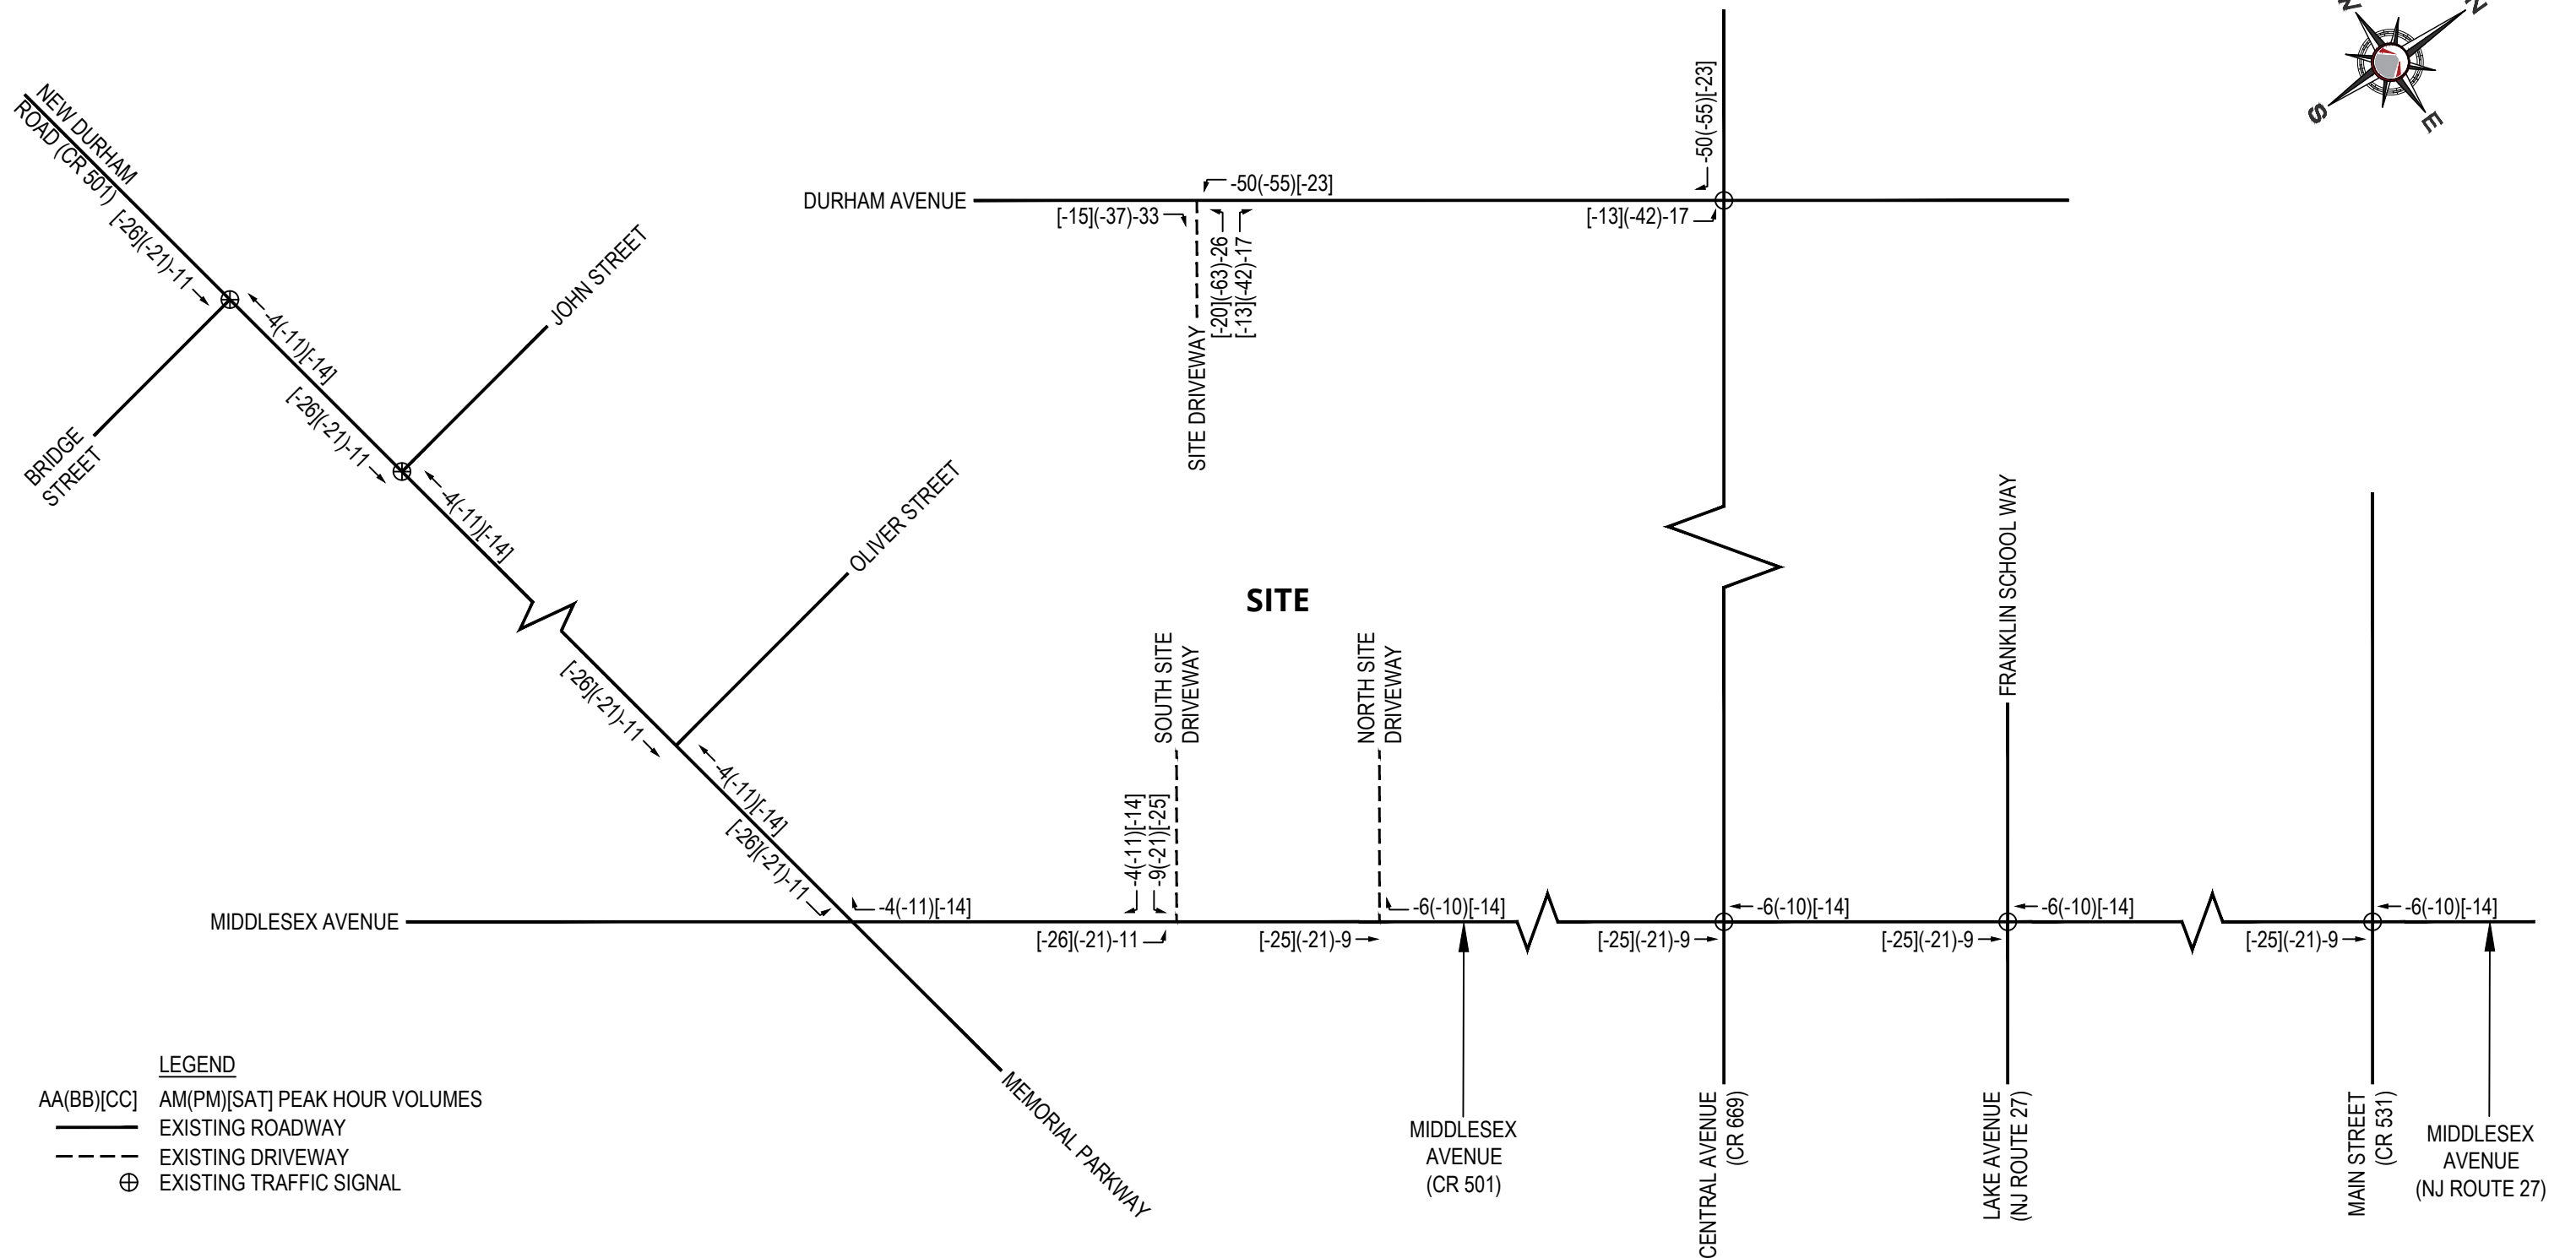 N
W
S
E
NEW DURHAM
ROAD (CR 501)
[-26](-21)-11
-4(-11)[-14]
BRIDGE
STREET
[-26](-21)-11
JOHN STREET
-4(-11)[-14]
OLIVER STREET
[-26](-21)-11
-4(-11)[-14]
[-26](-21)-11
DURHAM AVENUE
-50(-55)[-23]
[-15](-37)-33
[-20](-63)-26
[-13](-42)-17
SITE DRIVEWAY
-50(-55)[-23]
[-13](-42)-17
SITE
SOUTH SITE
DRIVEWAY
NORTH SITE
DRIVEWAY
FRANKLIN SCHOOL WAY
-4(-11)[-14]
-9(-21)[-25]
MIDDLESEX AVENUE
-4(-11)[-14]
[-26](-21)-11
[-25](-21)-9
-6(-10)[-14]
[-25](-21)-9
-6(-10)[-14]
[-25](-21)-9
-6(-10)[-14]
[-25](-21)-9
-6(-10)[-14]
MEMORIAL PARKWAY
MIDDLESEX
AVENUE
(CR 501)
CENTRAL AVENUE
(CR 669)
LAKE AVENUE
(NJ ROUTE 27)
MAIN STREET
(CR 531)
MIDDLESEX
AVENUE
(NJ ROUTE 27)
LEGEND
AA(BB)[CC] AM(PM)[SAT] PEAK HOUR VOLUMES
EXISTING ROADWAY
EXISTING DRIVEWAY
EXISTING TRAFFIC SIGNAL